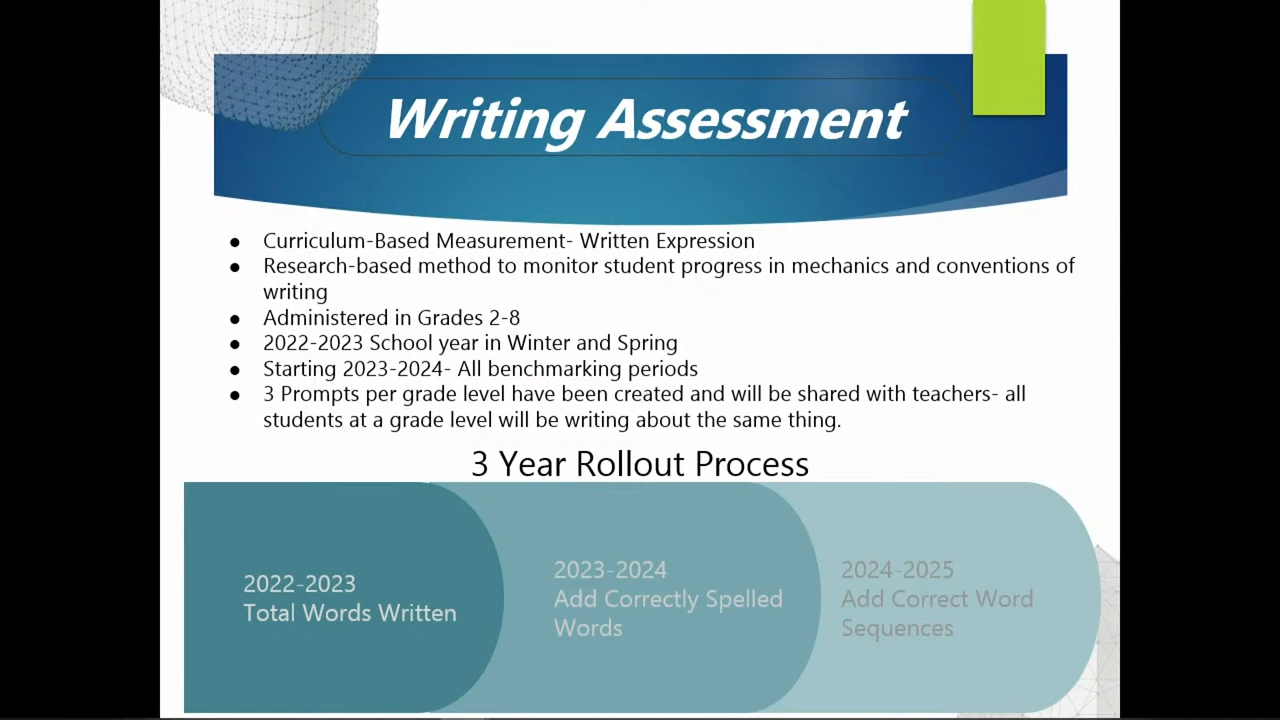 Writing Assessment
● Curriculum-Based Measurement- Written Expression
● Research-based method to monitor student progress in mechanics and conventions of
writing
● Administered in Grades 2-8
● 2022-2023 School year in Winter and Spring
● Starting 2023-2024- All benchmarking periods
● 3 Prompts per grade level have been created and will be shared with teachers- all
students at a grade level will be writing about the same thing.
3 Year Rollout Process
2022-2023
Total Words Written
2023-2024
Add Correctly Spelled
Words
2024-2025
Add Correct Word
Sequences